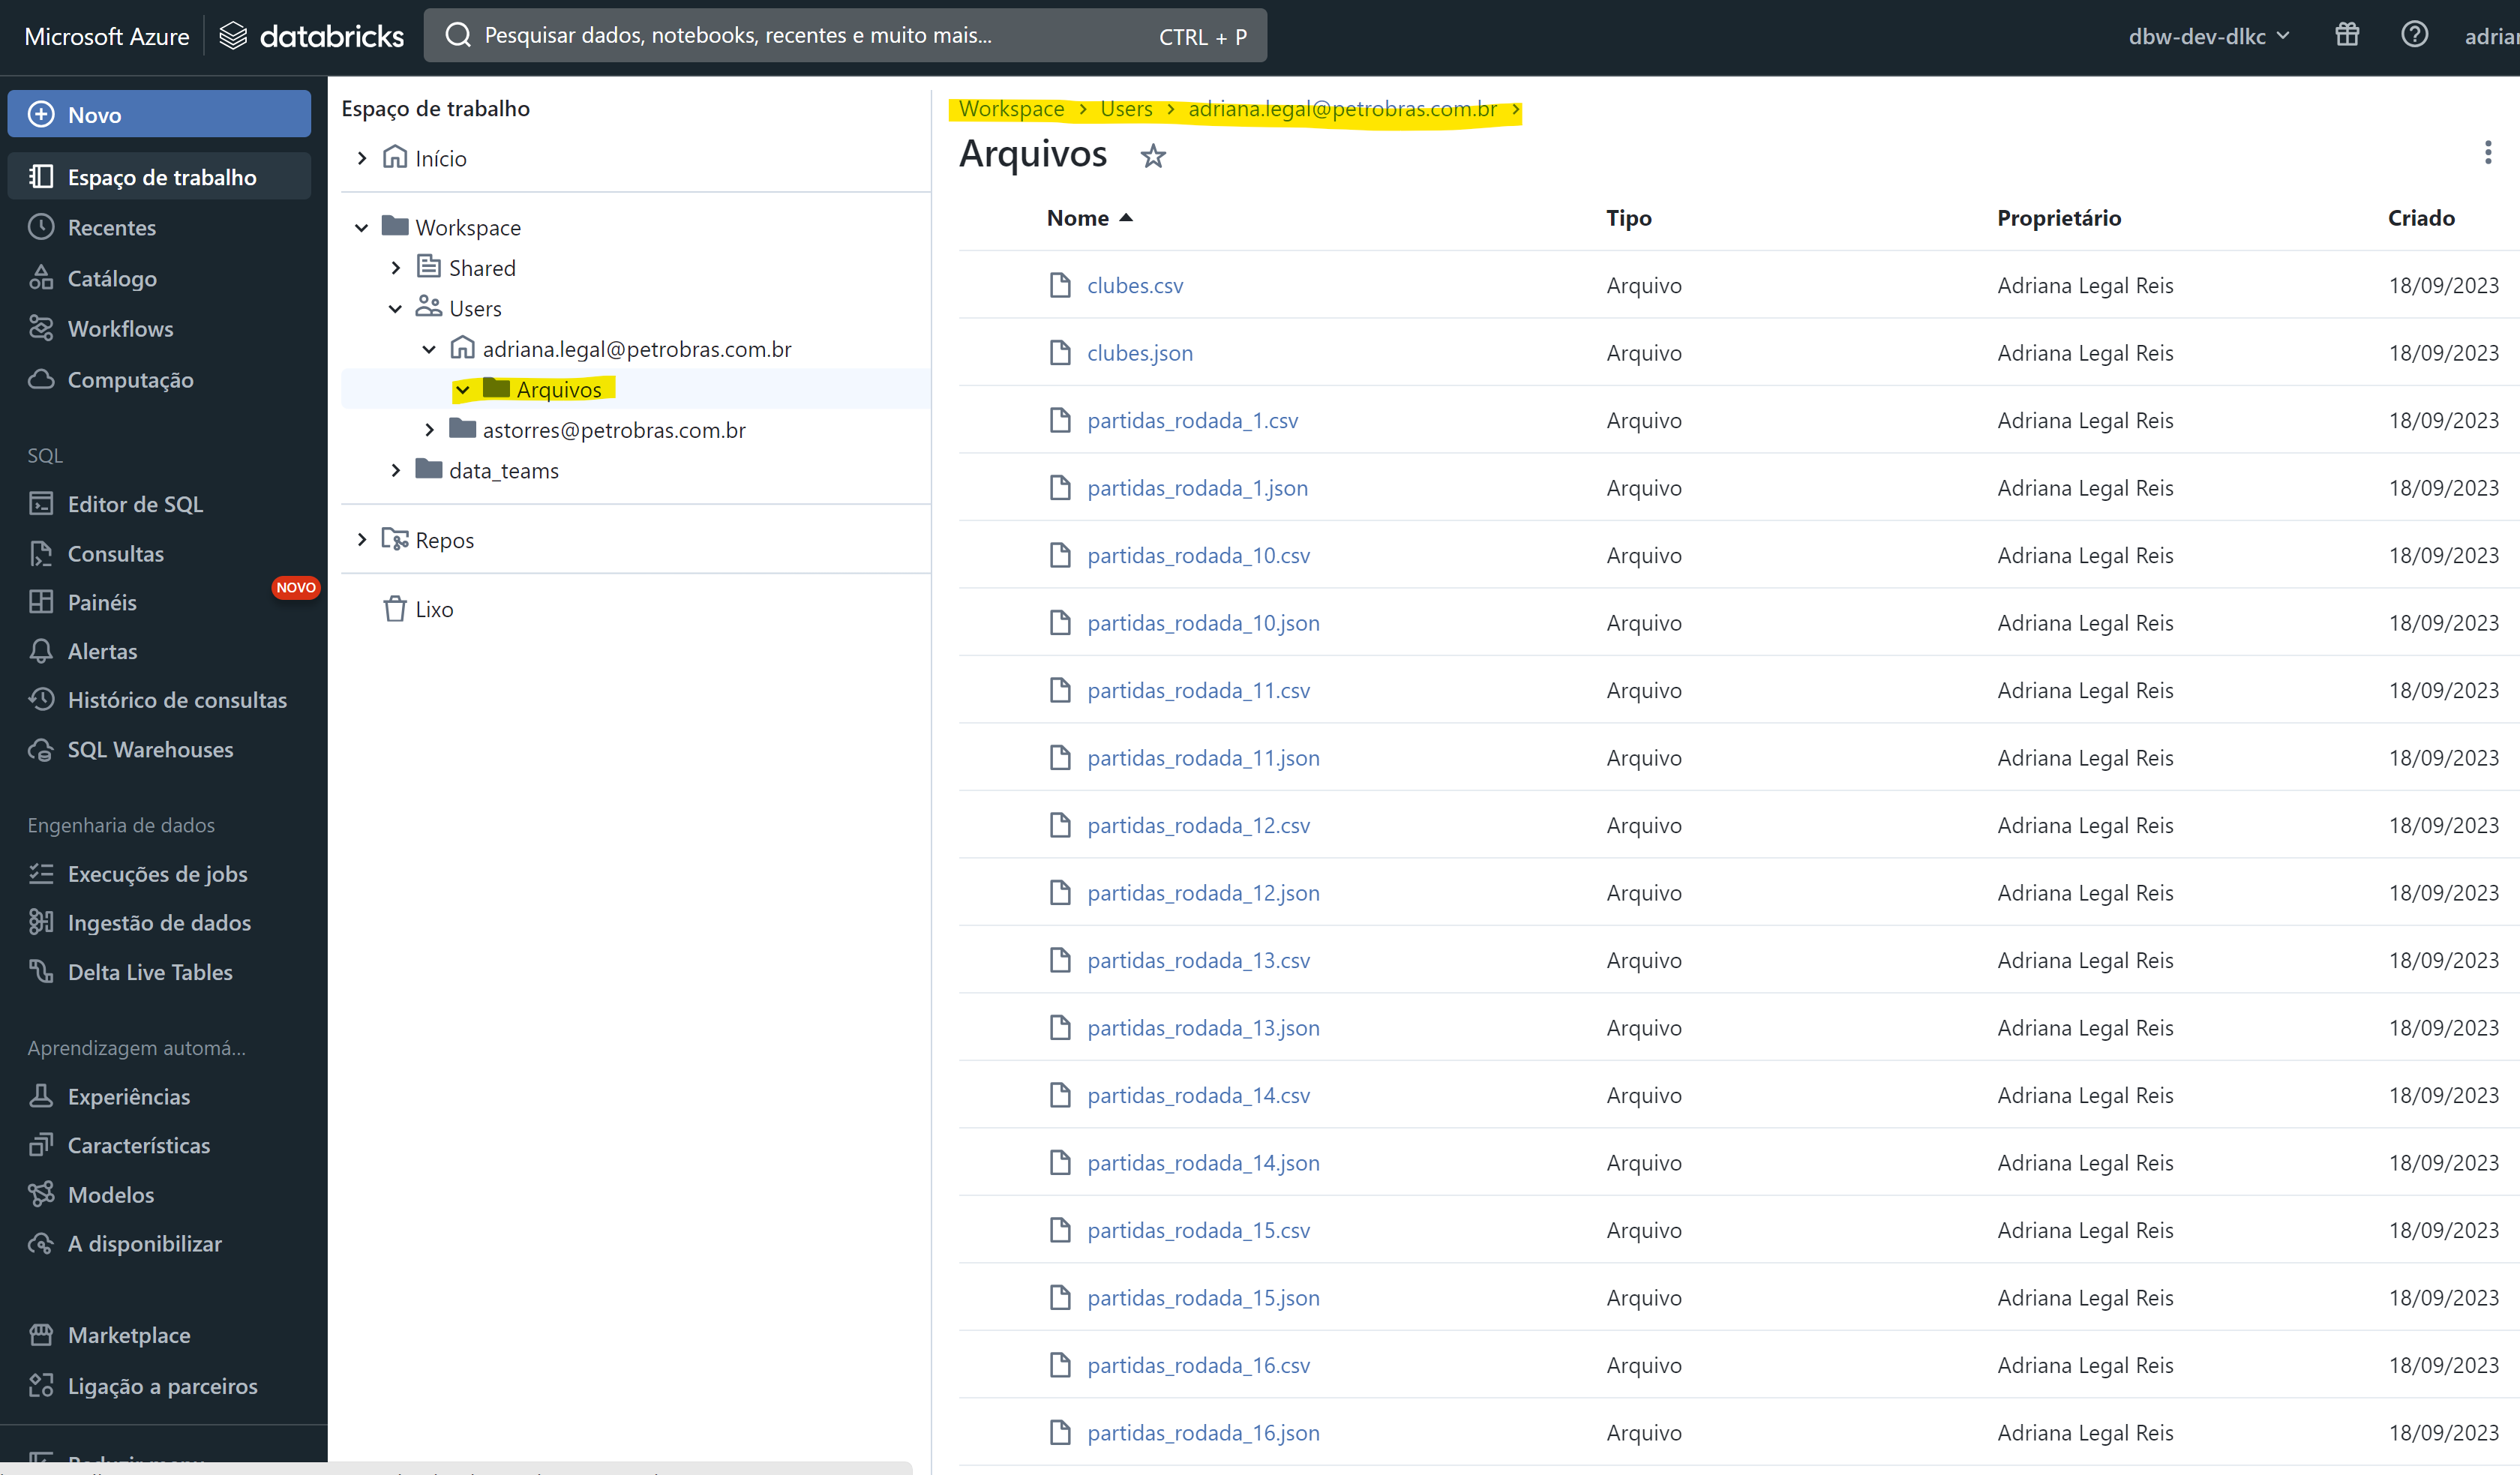 Microsoft Azure databricks Pesquisar dados, notebooks, recentes e muito mais... CTRL + P dbw-dev-dlkc
Novo
Espaço de trabalho
Recentes
Catálogo
Workflows
Computação
SQL
Editor de SQL
Consultas
Painéis NOVO
Alertas
Histórico de consultas
SQL Warehouses
Engenharia de dados
Execuções de jobs
Ingestão de dados
Delta Live Tables
Aprendizagem automá...
Experiências
Características
Modelos
A disponibilizar
Marketplace
Ligação a parceiros
Espaço de trabalho
Início
Workspace
Shared
Users
adriana.legal@petrobras.com.br
Arquivos
astorres@petrobras.com.br
data_teams
Repos
Lixo
Workspace > Users > adriana.legal@petrobras.com.br >
Arquivos
Nome Tipo Proprietário Criado
clubes.csv Arquivo Adriana Legal Reis 18/09/2023
clubes.json Arquivo Adriana Legal Reis 18/09/2023
partidas_rodada_1.csv Arquivo Adriana Legal Reis 18/09/2023
partidas_rodada_1.json Arquivo Adriana Legal Reis 18/09/2023
partidas_rodada_10.csv Arquivo Adriana Legal Reis 18/09/2023
partidas_rodada_10.json Arquivo Adriana Legal Reis 18/09/2023
partidas_rodada_11.csv Arquivo Adriana Legal Reis 18/09/2023
partidas_rodada_11.json Arquivo Adriana Legal Reis 18/09/2023
partidas_rodada_12.csv Arquivo Adriana Legal Reis 18/09/2023
partidas_rodada_12.json Arquivo Adriana Legal Reis 18/09/2023
partidas_rodada_13.csv Arquivo Adriana Legal Reis 18/09/2023
partidas_rodada_13.json Arquivo Adriana Legal Reis 18/09/2023
partidas_rodada_14.csv Arquivo Adriana Legal Reis 18/09/2023
partidas_rodada_14.json Arquivo Adriana Legal Reis 18/09/2023
partidas_rodada_15.csv Arquivo Adriana Legal Reis 18/09/2023
partidas_rodada_15.json Arquivo Adriana Legal Reis 18/09/2023
partidas_rodada_16.csv Arquivo Adriana Legal Reis 18/09/2023
partidas_rodada_16.json Arquivo Adriana Legal Reis 18/09/2023